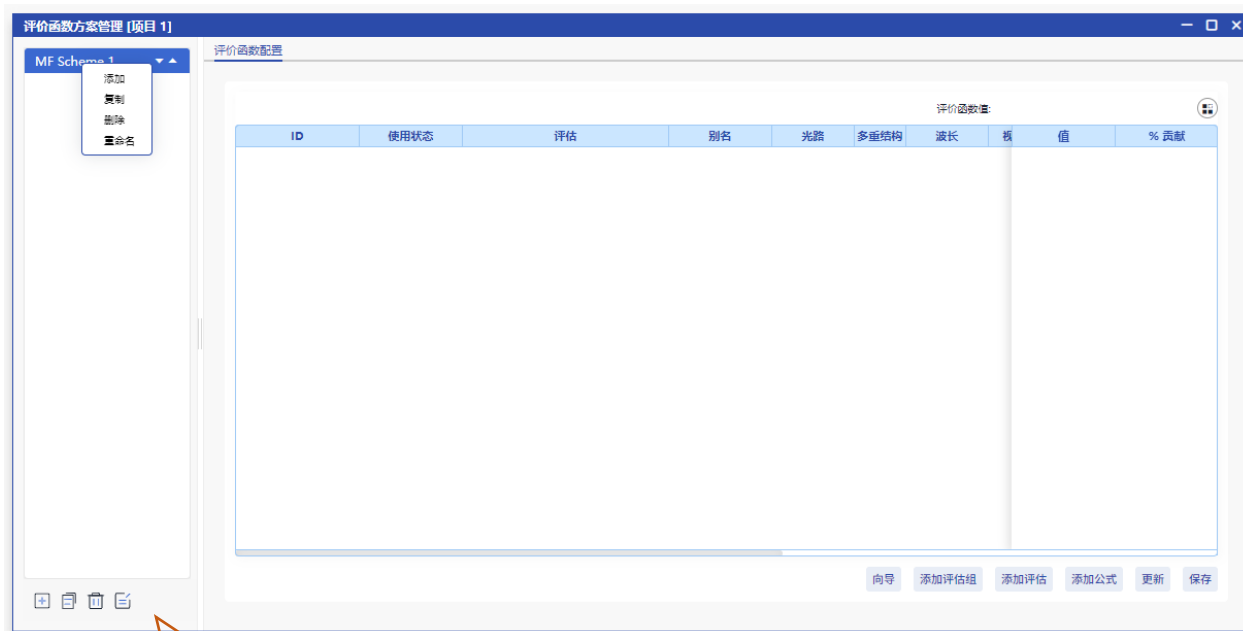 评价函数方案管理 [项目 1]
MF Scheme 1
添加
复制
删除
重命名
评价函数配置
评价函数值:
ID 使用状态 评估 别名 光路 多重结构 波长 值 % 贡献
向导 添加评估组 添加评估 添加公式 更新 保存